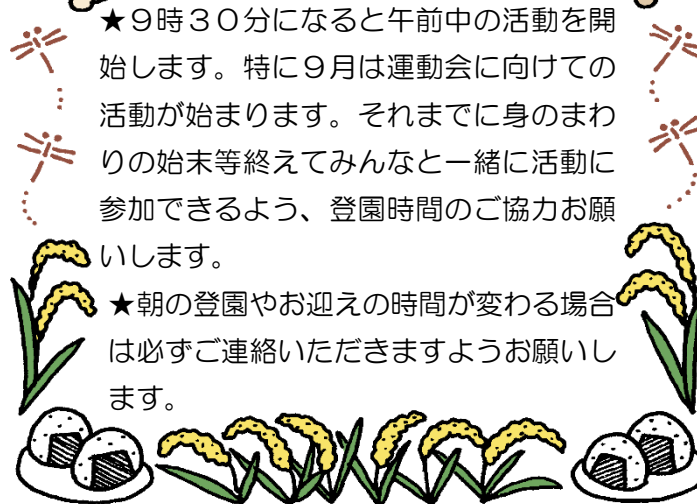 ★９時３０分になると午前中の活動を開
始します。特に９月は運動会に向けての
活動が始まります。それまでに身のまわ
りの始末等終えてみんなと一緒に活動に
参加できるよう、登園時間のご協力お願
いします。
★朝の登園やお迎えの時間が変わる場合
は必ずご連絡いただきますようお願いし
ます。